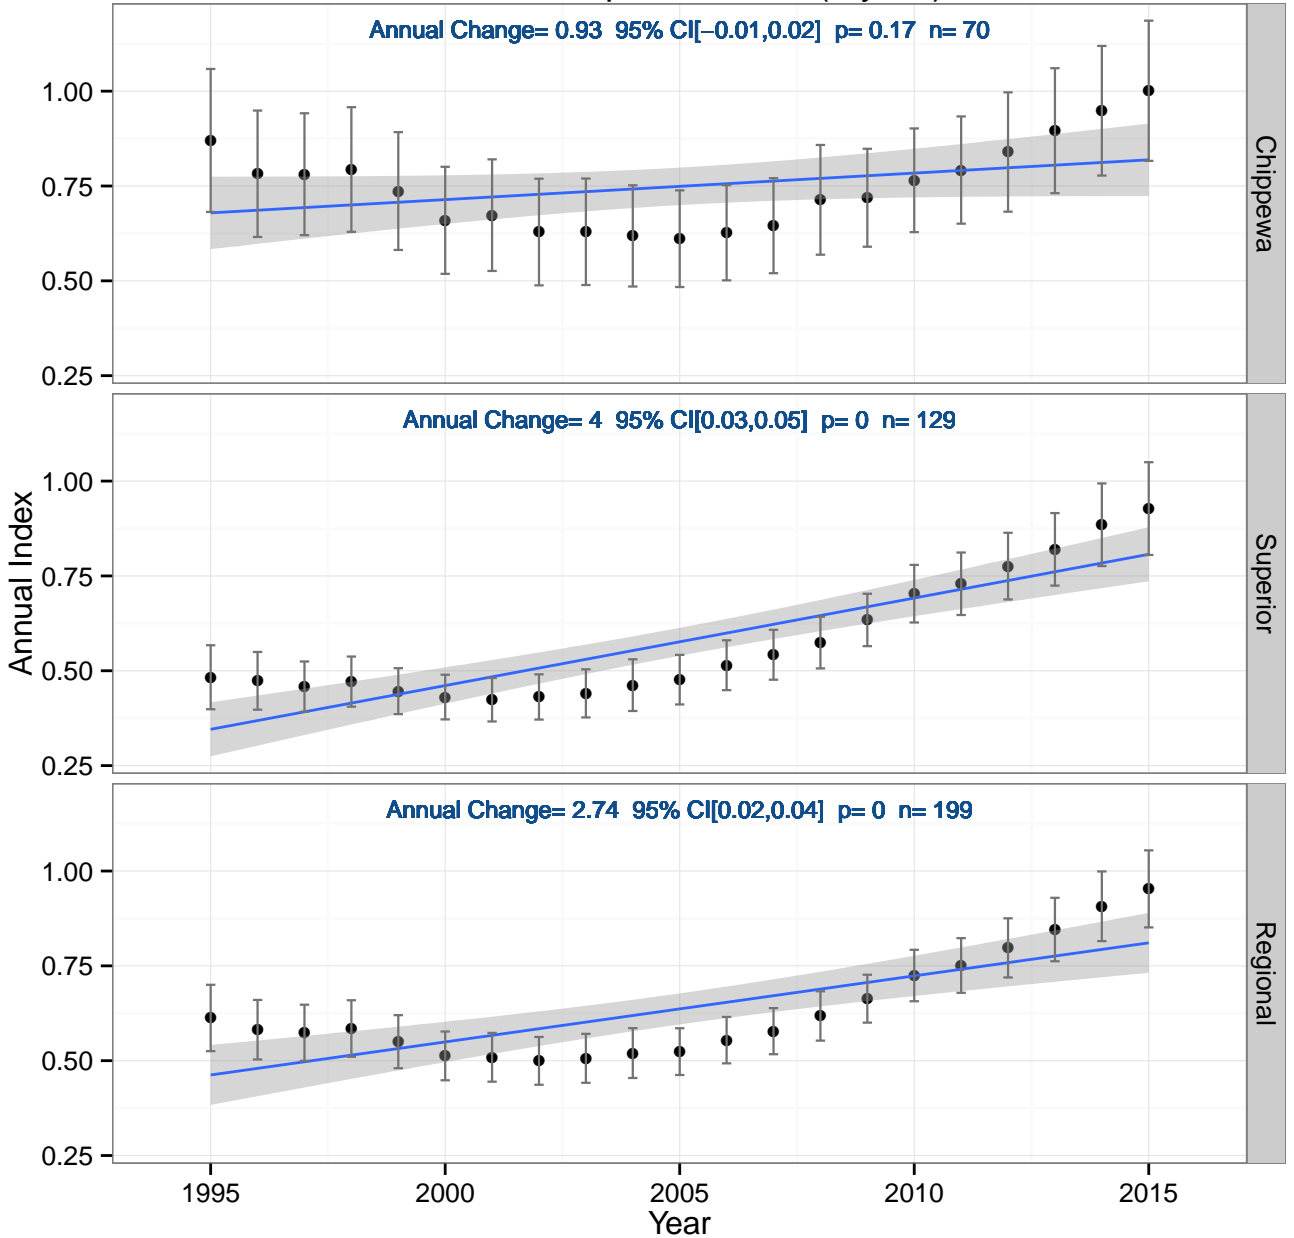 Annual Change= 0.93 95% CI[−0.01,0.02] p= 0.17 n= 70
1.00
0.75
0.50
0.25
Chippewa
Annual Change= 4 95% CI[0.03,0.05] p= 0 n= 129
1.00
0.75
0.50
0.25
Superior
Annual Index
Annual Change= 2.74 95% CI[0.02,0.04] p= 0 n= 199
1.00
0.75
0.50
0.25
Regional
1995 2000 2005 2010 2015
Year